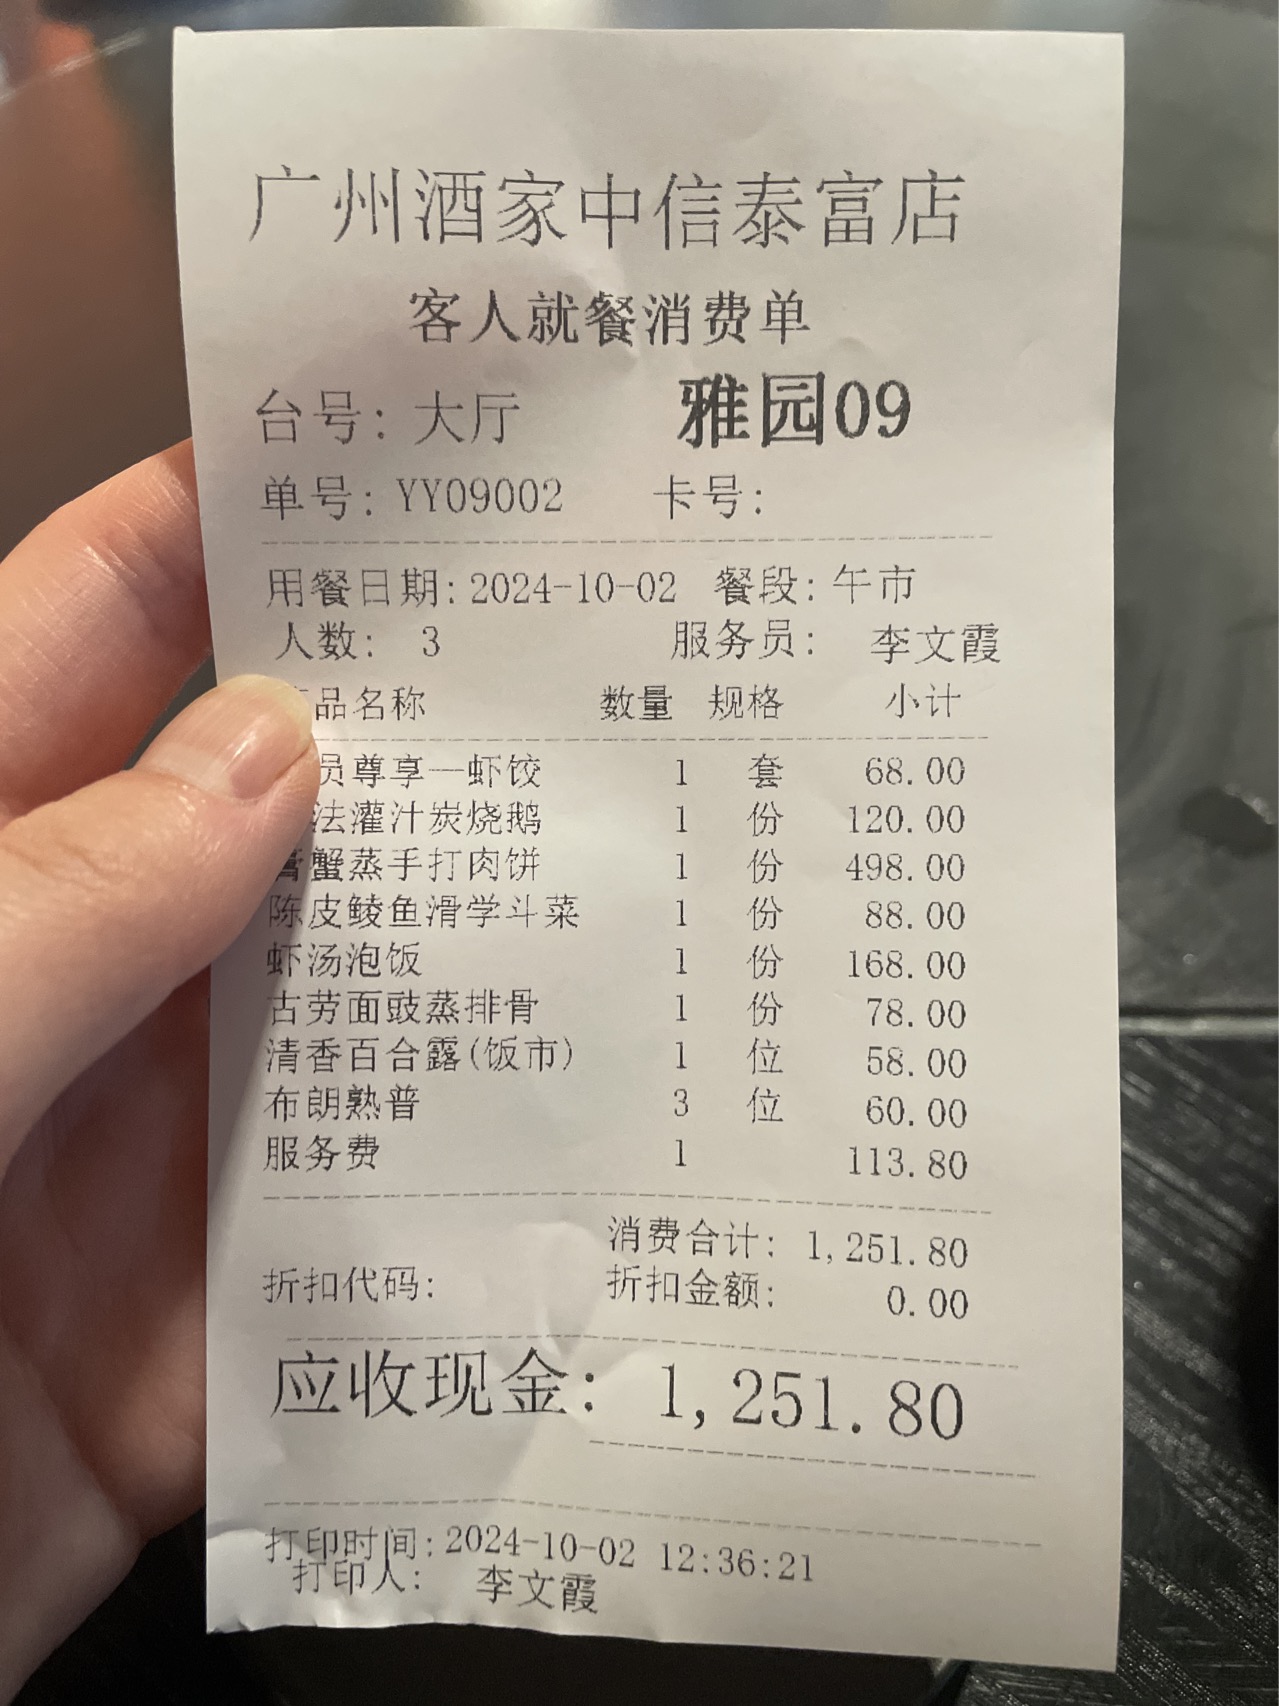 广州酒家中信泰富店
客人就餐消费单
台号: 大厅 雅园09
单号: YY09002 卡号:
用餐日期: 2024-10-02 餐段: 午市
人数: 3 服务员: 李文霞
品名称 数量 规格 小计
员尊享—虾饺 1 套 68.00
法灌汁炭烧鹅 1 份 120.00
膏蟹蒸手打肉饼 1 份 498.00
陈皮鲮鱼滑学斗菜 1 份 88.00
虾汤泡饭 1 份 168.00
古劳面豉蒸排骨 1 份 78.00
清香百合露(饭市) 1 位 58.00
布朗熟普 3 位 60.00
服务费 1 113.80
消费合计: 1,251.80
折扣代码: 折扣金额: 0.00
应收现金: 1,251.80
打印时间: 2024-10-02 12:36:21
打印人: 李文霞